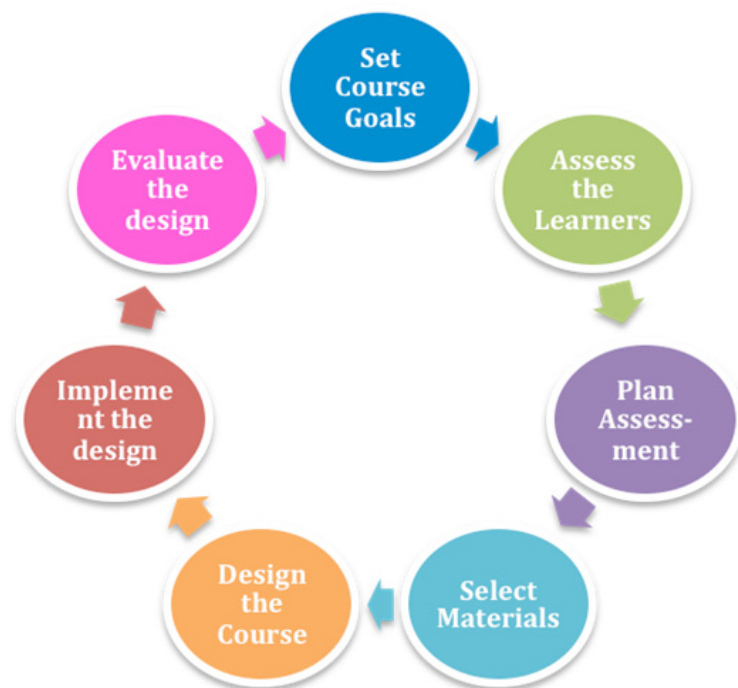 Set
Course
Goals
Assess
the
Learners
Plan
Assess-
ment
Select
Materials
Design
the
Course
Impleme
nt the
design
Evaluate
the
design